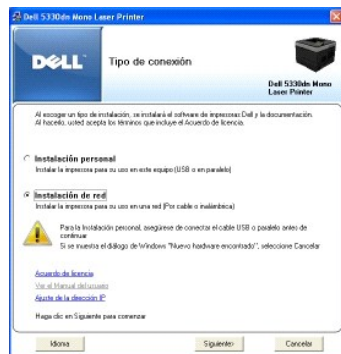 Dell 5330dn Mono Laser Printer
DELL
Tipo de conexión
Dell 5330dn Mono
Laser Printer
Al escoger un tipo de instalación, se instalará el software de impresoras Dell y la documentación.
Al hacerlo, usted acepta los términos que incluye el Acuerdo de licencia.
Instalación personal
Instalar la impresora para su uso en este equipo (USB o en paralelo)
Instalación de red
Instalar la impresora para su uso en una red (Por cable o inalámbrica)
Para la Instalación personal, asegúrese de conectar el cable USB o paralelo antes de
continuar
Si se muestra el diálogo de Windows "Nuevo hardware encontrado", seleccione Cancelar
Acuerdo de licencia
Ver el Manual del usuario
Ajuste de la dirección IP
Haga clic en Siguiente para comenzar
Idioma
Siguiente>
Cancelar